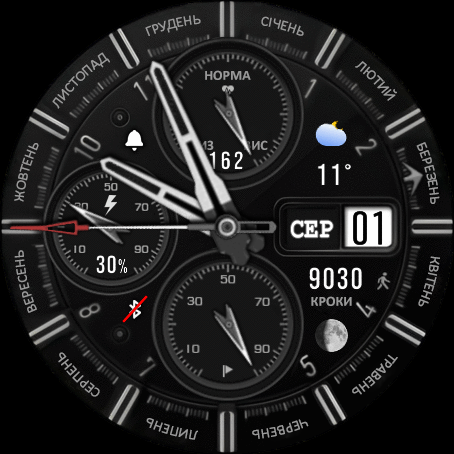 ГРУДЕНЬ
СІЧЕНЬ
ЛИСТОПАД
ЛЮТИЙ
НОРМА
11
1
ЖОВТЕНЬ
10
2
БЕРЕЗЕНЬ
162
11°
50
70
90
30%
СЕР 01
9030
КРОКИ
ВЕРЕСЕНЬ
КВІТЕНЬ
8
4
50
30
70
10
90
СЕРПЕНЬ
ТРАВЕНЬ
7
5
ЛИПЕНЬ
ЧЕРВЕНЬ